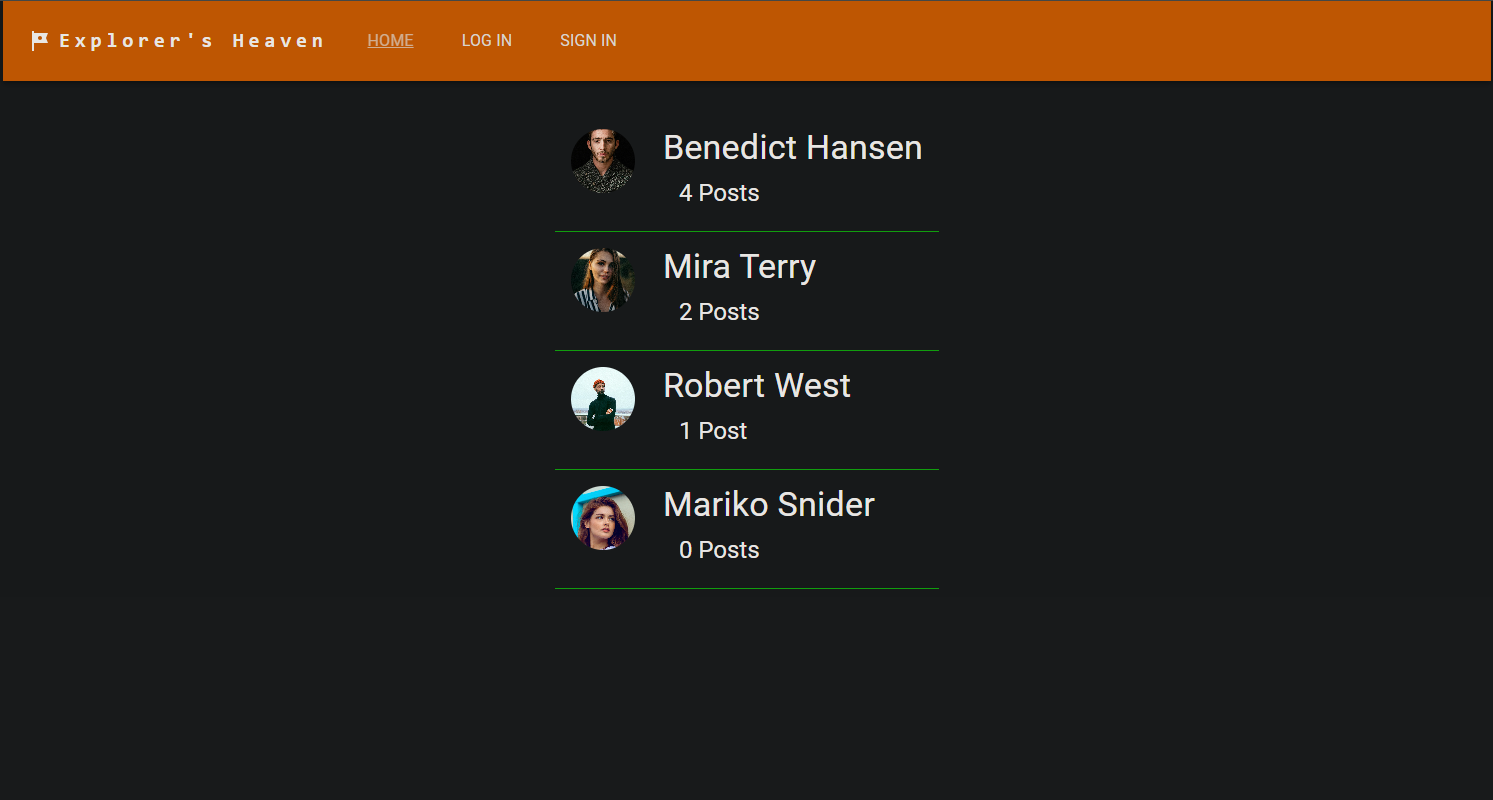 Explorer's Heaven HOME LOG IN SIGN IN
Benedict Hansen
4 Posts
Mira Terry
2 Posts
Robert West
1 Post
Mariko Snider
0 Posts